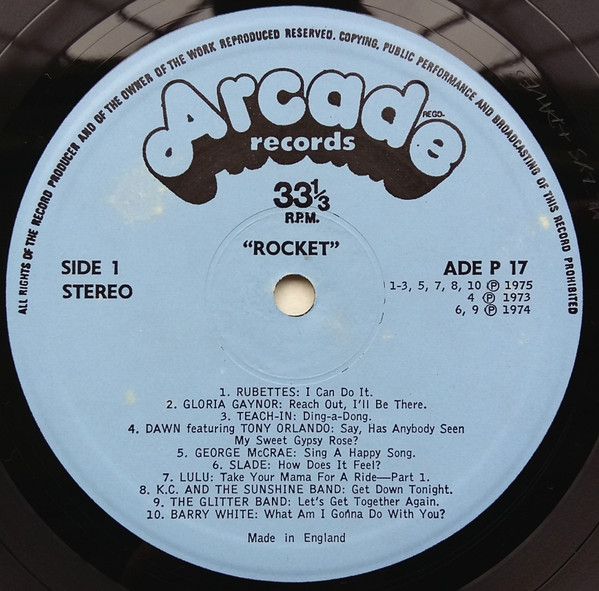 ALL RIGHTS OF THE RECORD PRODUCER AND OF THE OWNER OF THE WORK REPRODUCED RESERVED. COPYING, PUBLIC PERFORMANCE AND BROADCASTING OF THIS RECORD PROHIBITED
Arcade
REGD.
records
33⅓
R.P.M.
"ROCKET"
SIDE 1
STEREO
ADE P 17
1-3, 5, 7, 8, 10 ℗ 1975
4 ℗ 1973
6, 9 ℗ 1974
1. RUBETTES: I Can Do It.
2. GLORIA GAYNOR: Reach Out, I'll Be There.
3. TEACH-IN: Ding-a-Dong.
4. DAWN featuring TONY ORLANDO: Say, Has Anybody Seen
My Sweet Gypsy Rose?
5. GEORGE McCRAE: Sing A Happy Song.
6. SLADE: How Does It Feel?
7. LULU: Take Your Mama For A Ride—Part 1.
8. K.C. AND THE SUNSHINE BAND: Get Down Tonight.
9. THE GLITTER BAND: Let's Get Together Again.
10. BARRY WHITE: What Am I Gonna Do With You?
Made in England